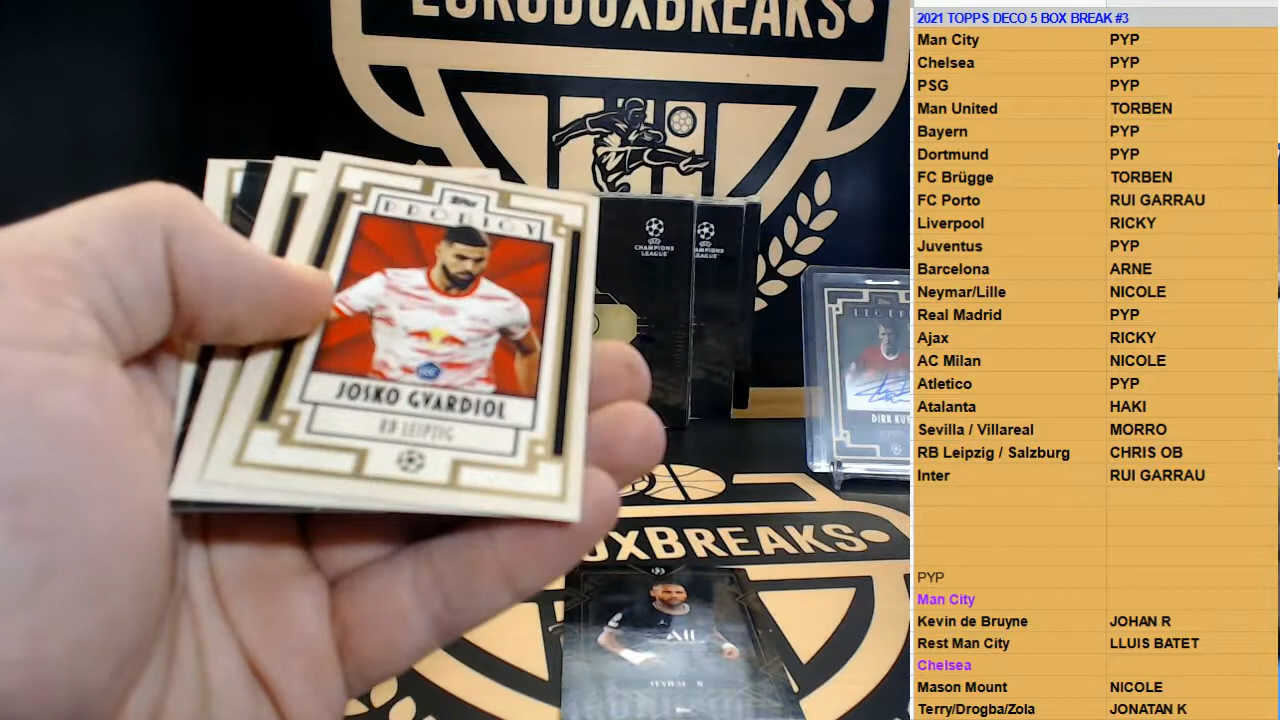 EUROBOXBREAKS
Topps
PRODIGY
JOSKO GVARDIOL
RB LEIPZIG
CHAMPIONS
LEAGUE
CHAMPIONS
LEAGUE
Topps
DIRK KUYT
OXBREAKS
ALL
2021 TOPPS DECO 5 BOX BREAK #3
Man City PYP
Chelsea PYP
PSG PYP
Man United TORBEN
Bayern PYP
Dortmund PYP
FC Brügge TORBEN
FC Porto RUI GARRAU
Liverpool RICKY
Juventus PYP
Barcelona ARNE
Neymar/Lille NICOLE
Real Madrid PYP
Ajax RICKY
AC Milan NICOLE
Atletico PYP
Atalanta HAKI
Sevilla / Villareal MORRO
RB Leipzig / Salzburg CHRIS OB
Inter RUI GARRAU
PYP
Man City
Kevin de Bruyne JOHAN R
Rest Man City LLUIS BATET
Chelsea
Mason Mount NICOLE
Terry/Drogba/Zola JONATAN K